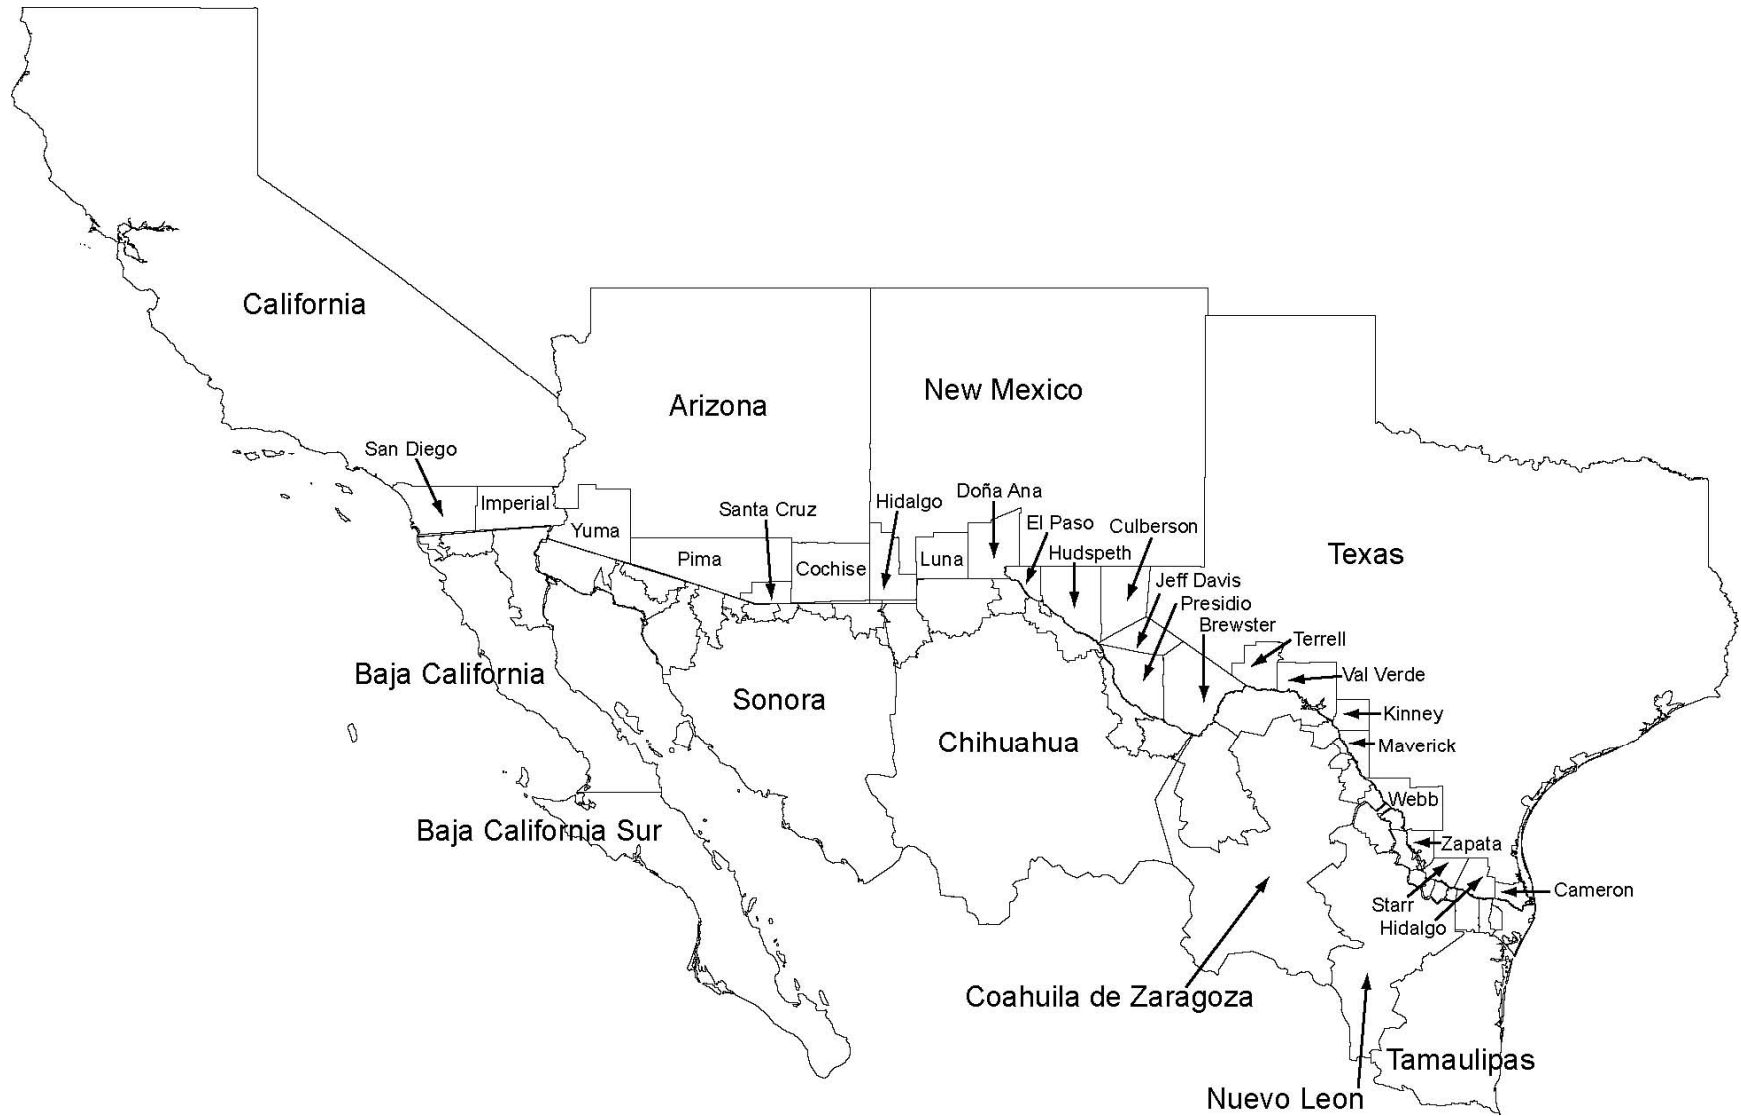 California
Arizona
New Mexico
San Diego
Imperial
Yuma
Pima
Santa Cruz
Cochise
Hidalgo
Luna
Doña Ana
El Paso
Hudspeth
Culberson
Jeff Davis
Presidio
Brewster
Texas
Terrell
Val Verde
Kinney
Maverick
Webb
Zapata
Starr
Hidalgo
Cameron
Baja California
Sonora
Chihuahua
Baja California Sur
Coahuila de Zaragoza
Tamaulipas
Nuevo Leon